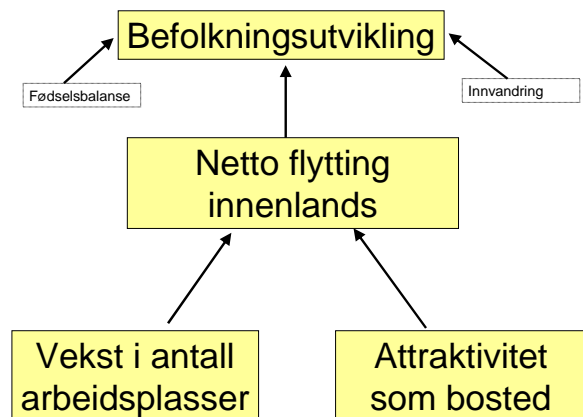 Befolkningsutvikling
Fødselsbalanse
Innvandring
Netto flytting
innenlands
Vekst i antall
arbeidsplasser
Attraktivitet
som bosted